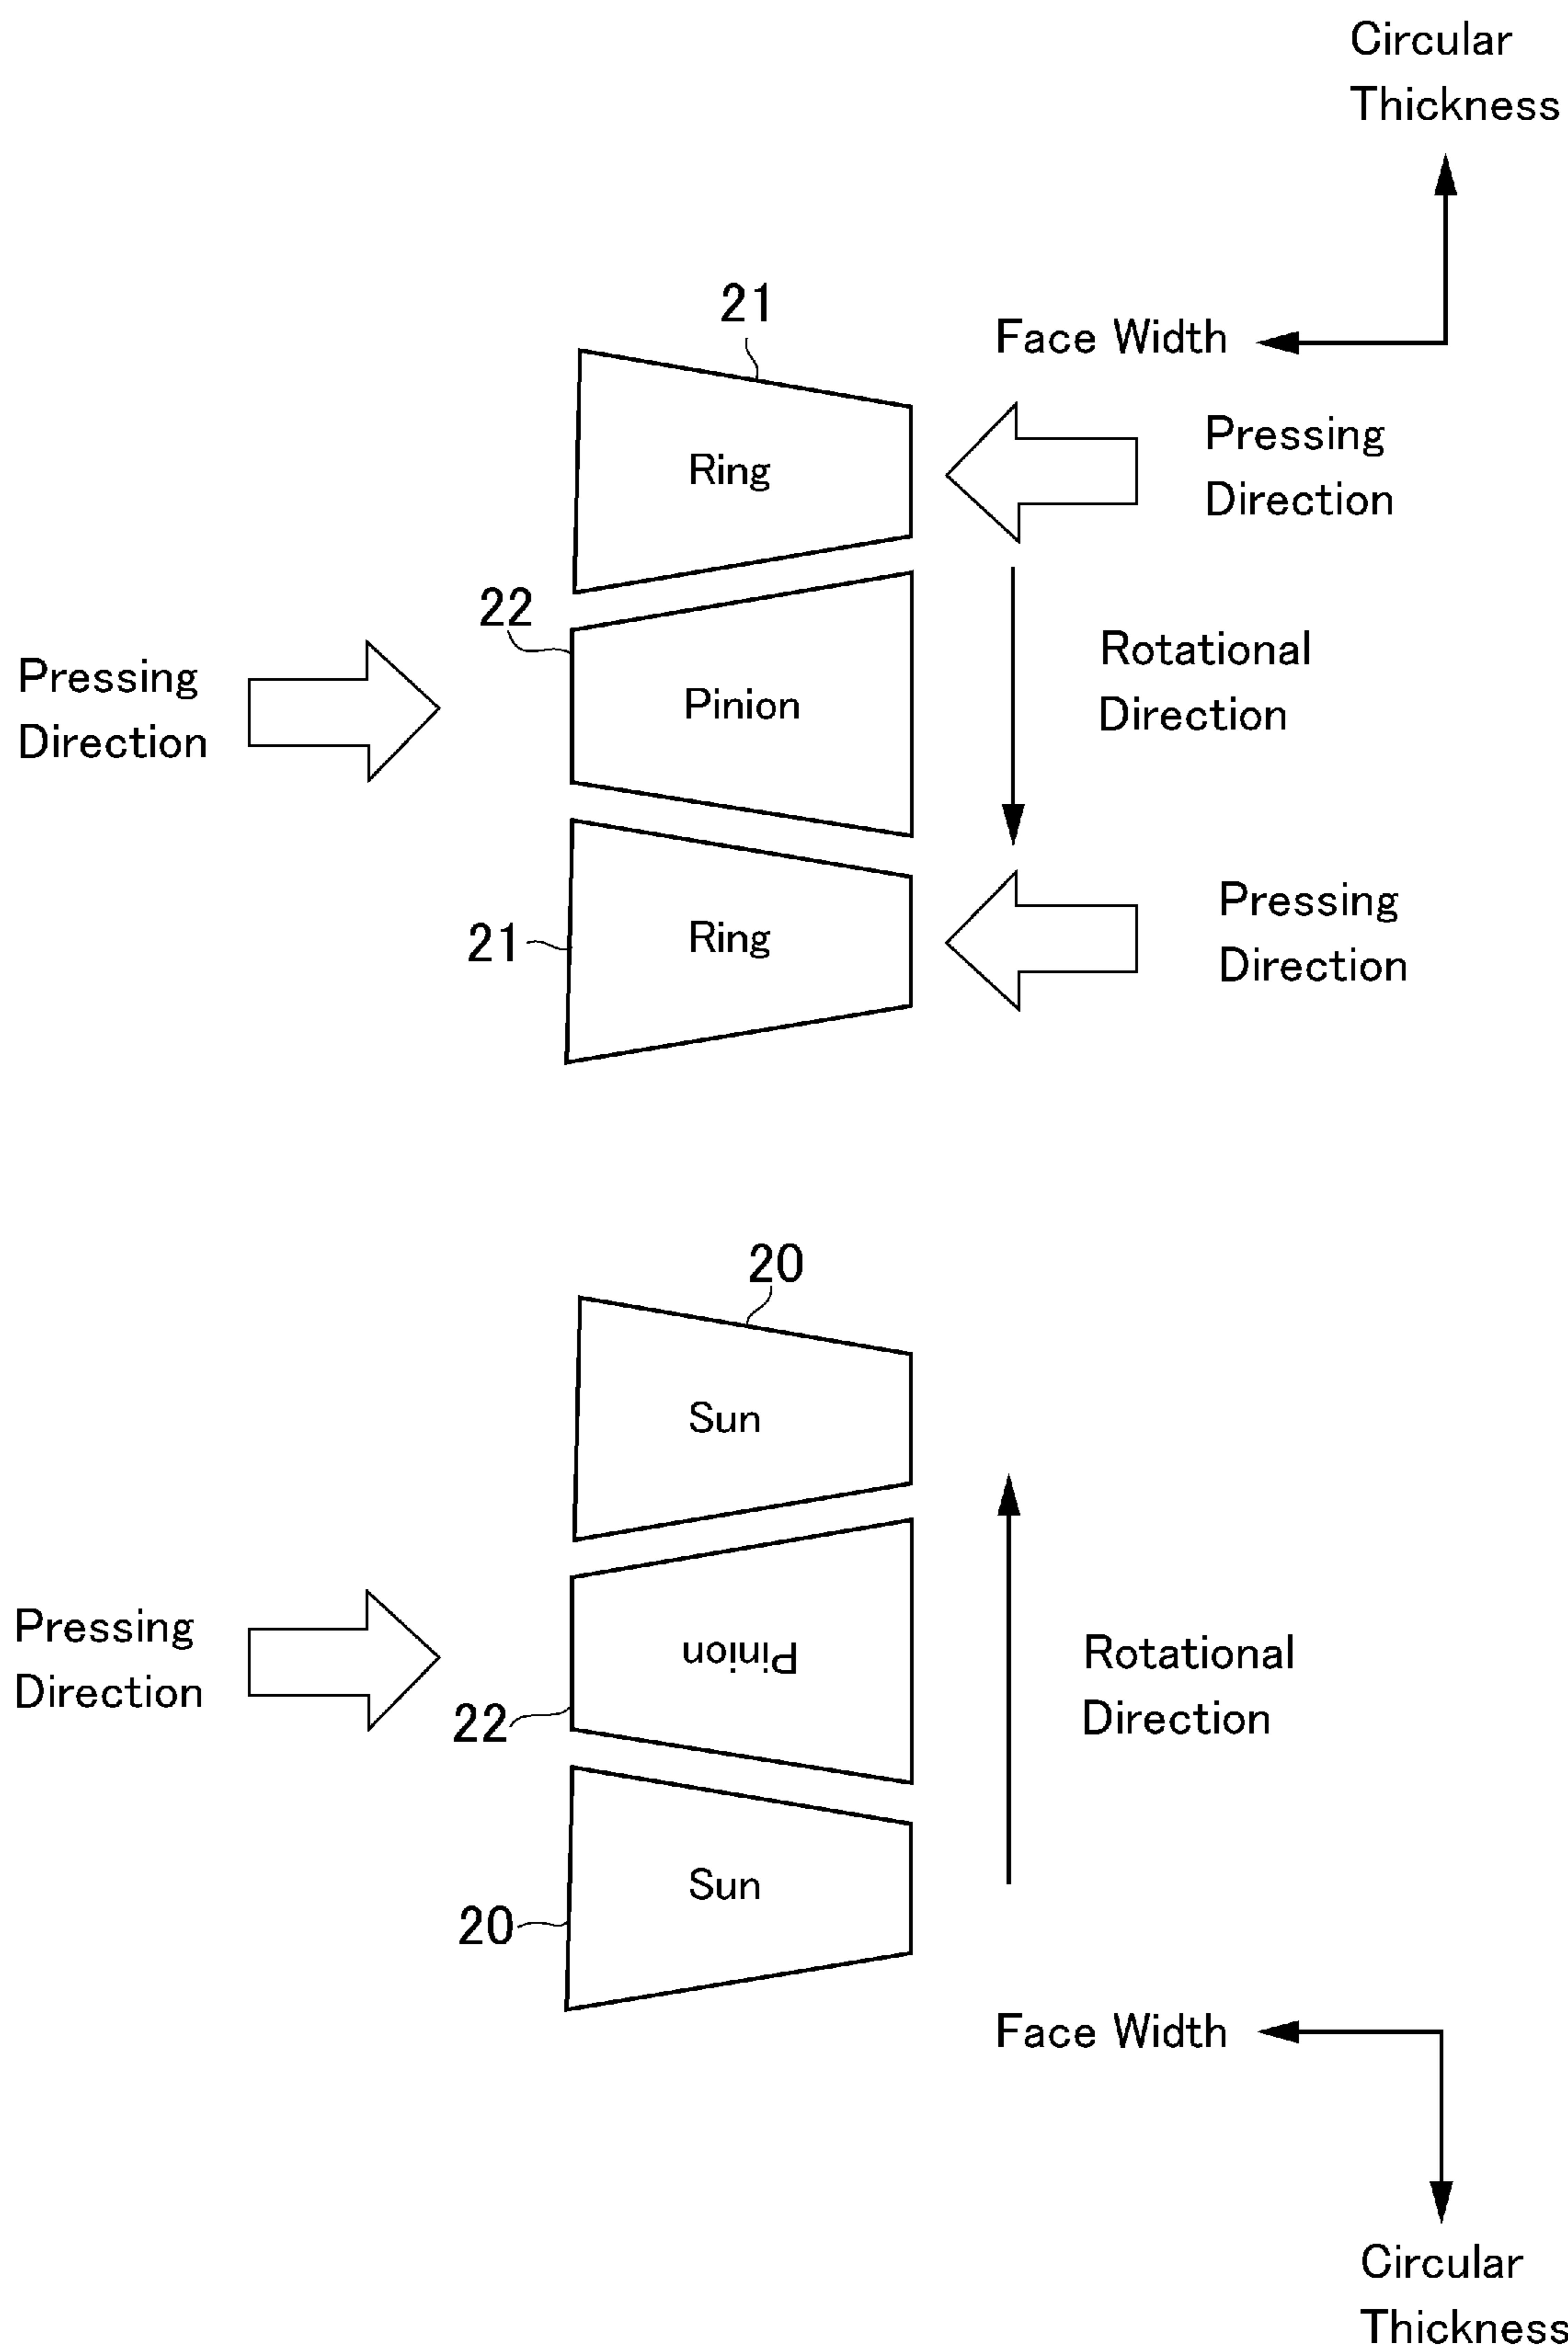 Circular
Thickness
21
Face Width
Ring
Pressing
Direction
22
Pressing
Direction
Pinion
Rotational
Direction
21
Ring
Pressing
Direction
20
Sun
Pressing
Direction
Pinion
22
Rotational
Direction
Sun
20
Face Width
Circular
Thickness